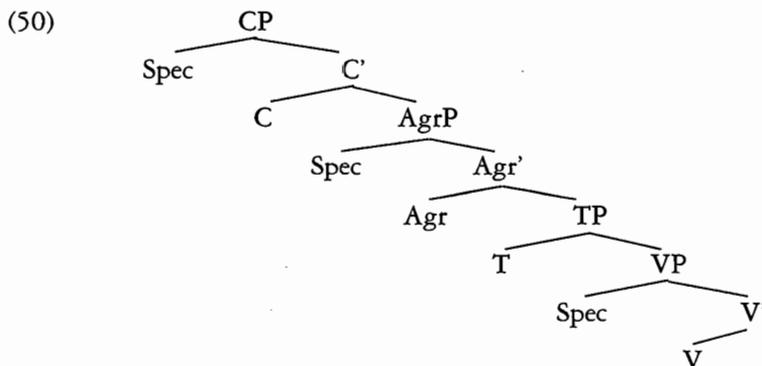 (50) CP
Spec C'
C AgrP
Spec Agr'
Agr TP
T VP
Spec V
V